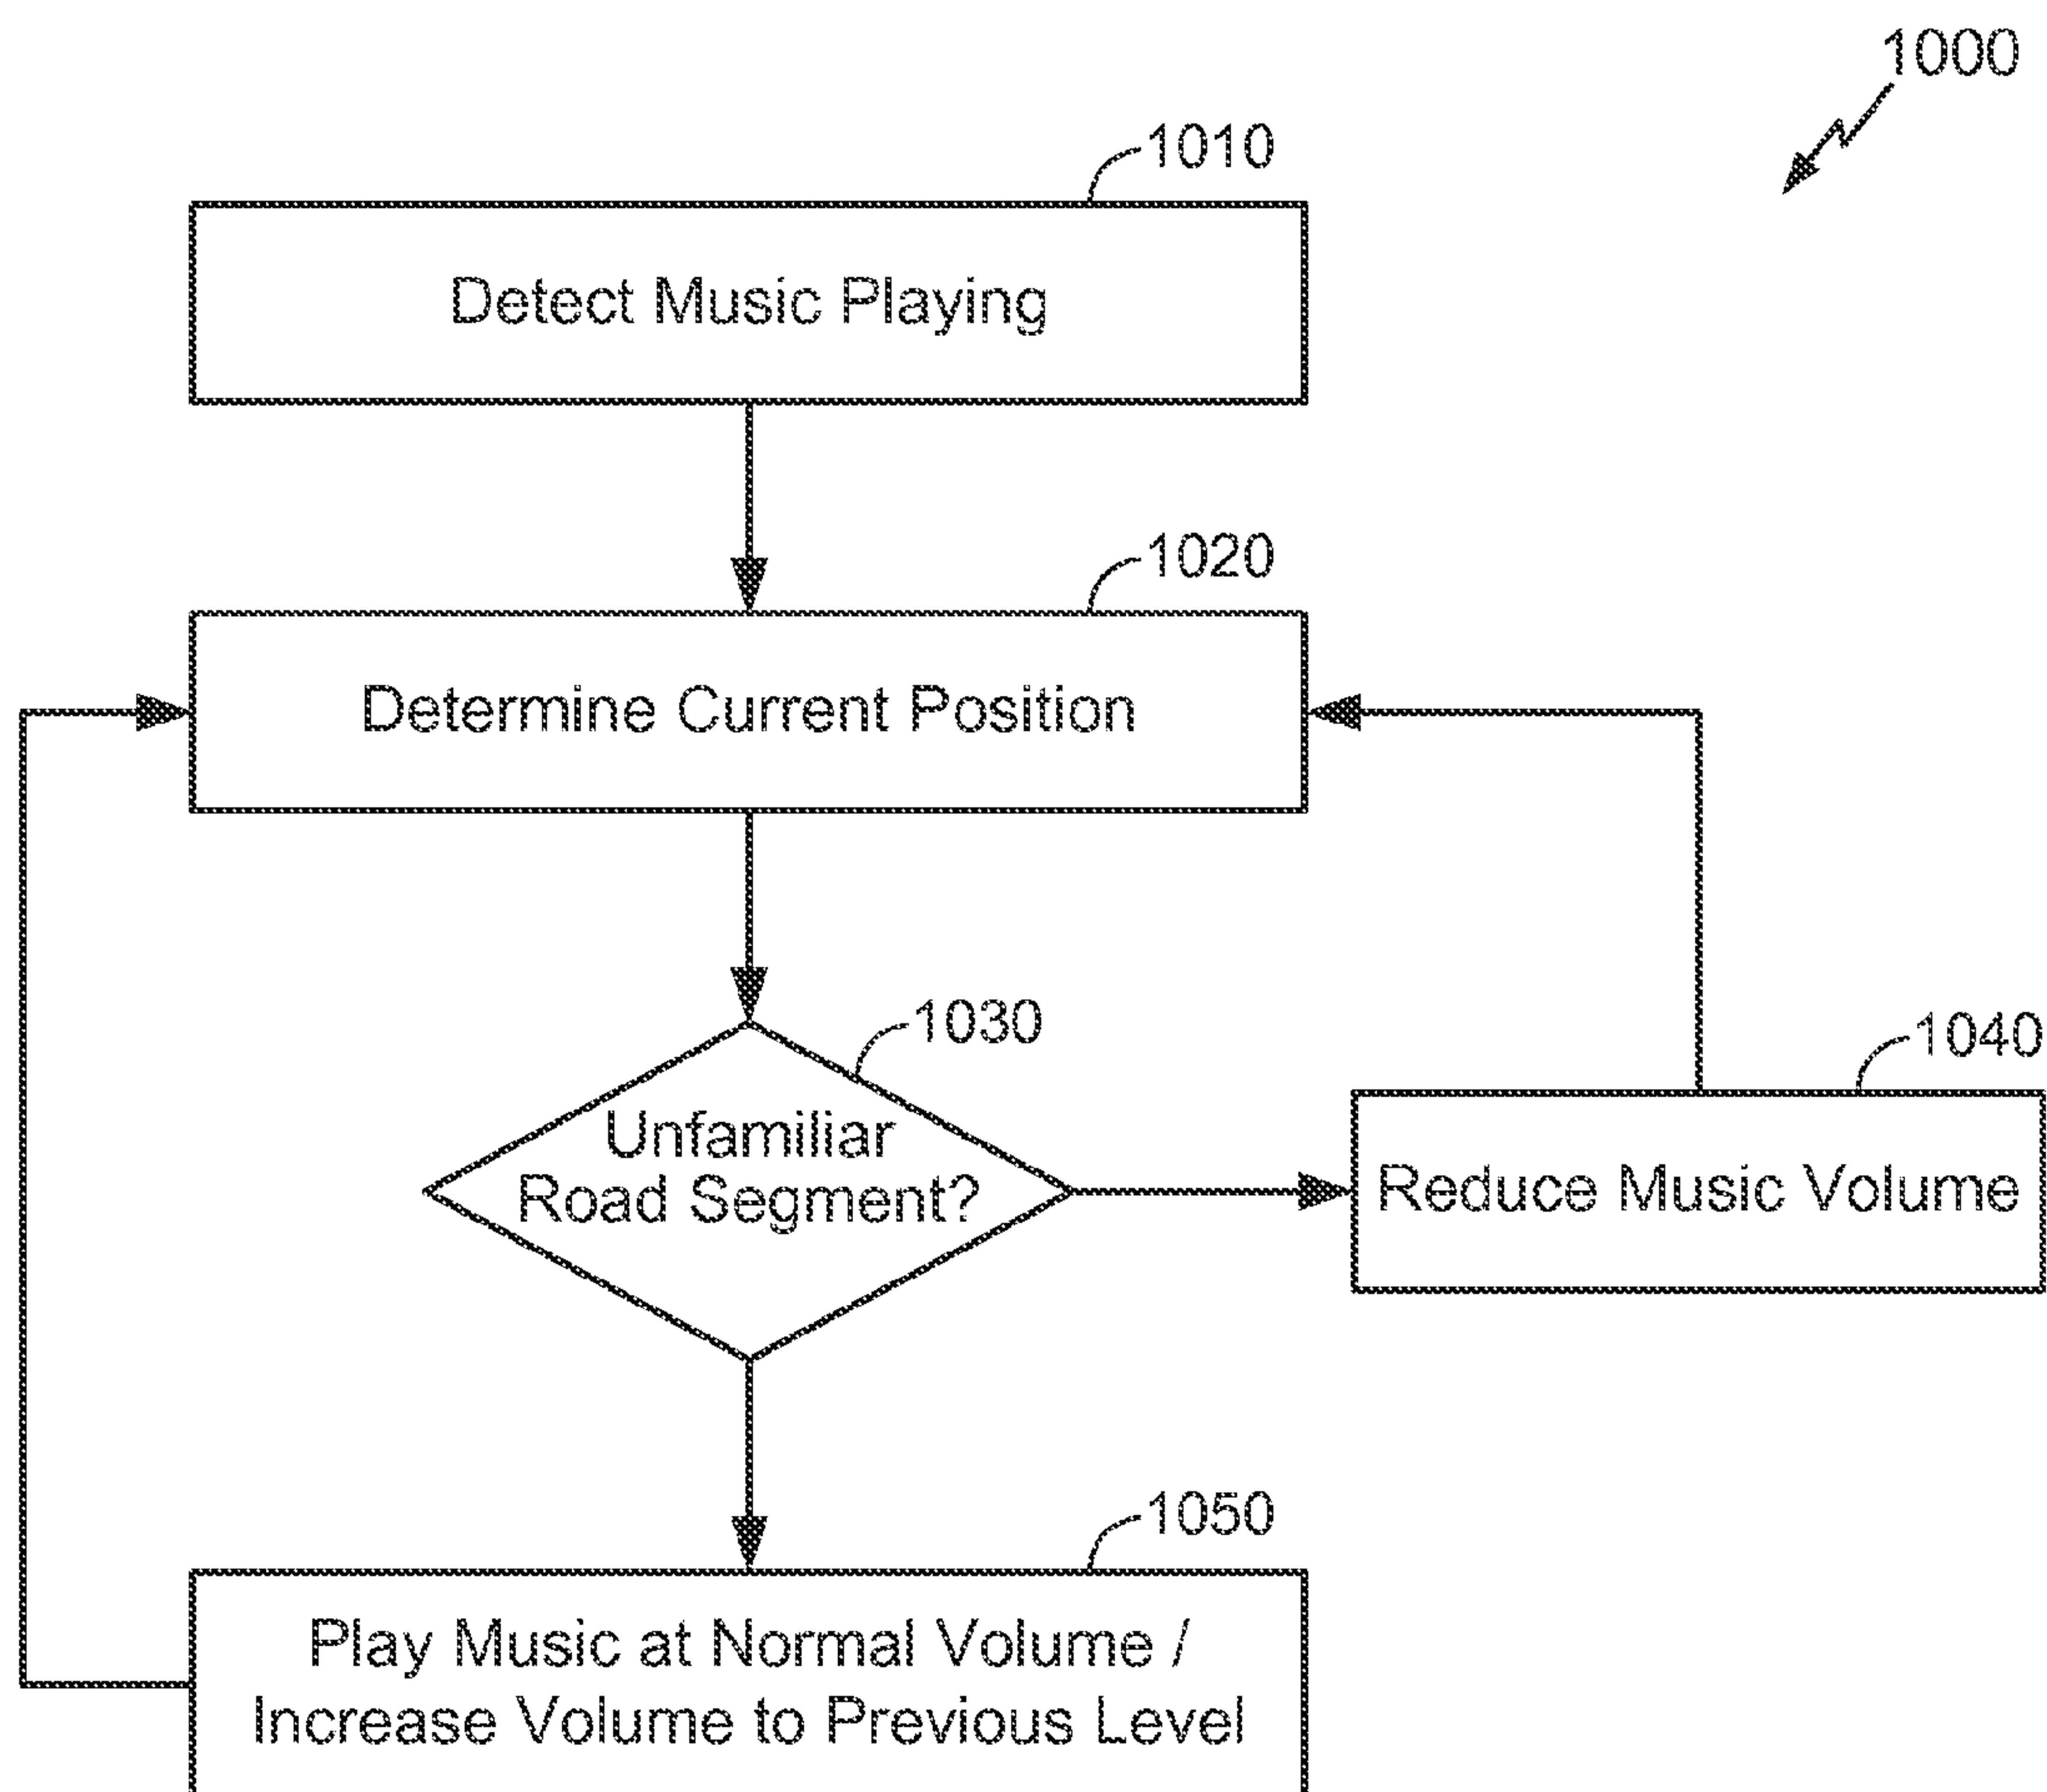 1000
1010
Detect Music Playing
1020
Determine Current Position
1030
Unfamiliar
Road Segment?
1040
Reduce Music Volume
1050
Play Music at Normal Volume /
Increase Volume to Previous Level